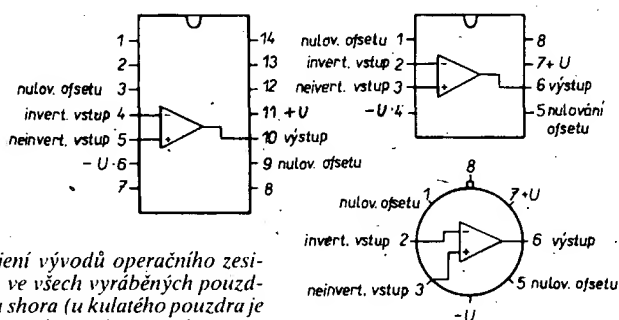 1
2
nulov. ofsetu 3
invert. vstup 4
neinvert. vstup 5
- U 6
7
14
13
12
11 + U
10 výstup
9 nulov. ofsetu
8
nulov. ofsetu 1
invert. vstup 2
neivert. vstup 3
- U 4
8
7 + U
6 výstup
5 nulování
ofsetu
8
nulov. ofsetu 1
7 +U
invert. vstup 2
6 výstup
neinvert. vstup 3
5 nulov. ofsetu
-U
jení vývodů operačního zesi-
ve všech vyráběných pouzd-
shora (u kulatého pouzdra je